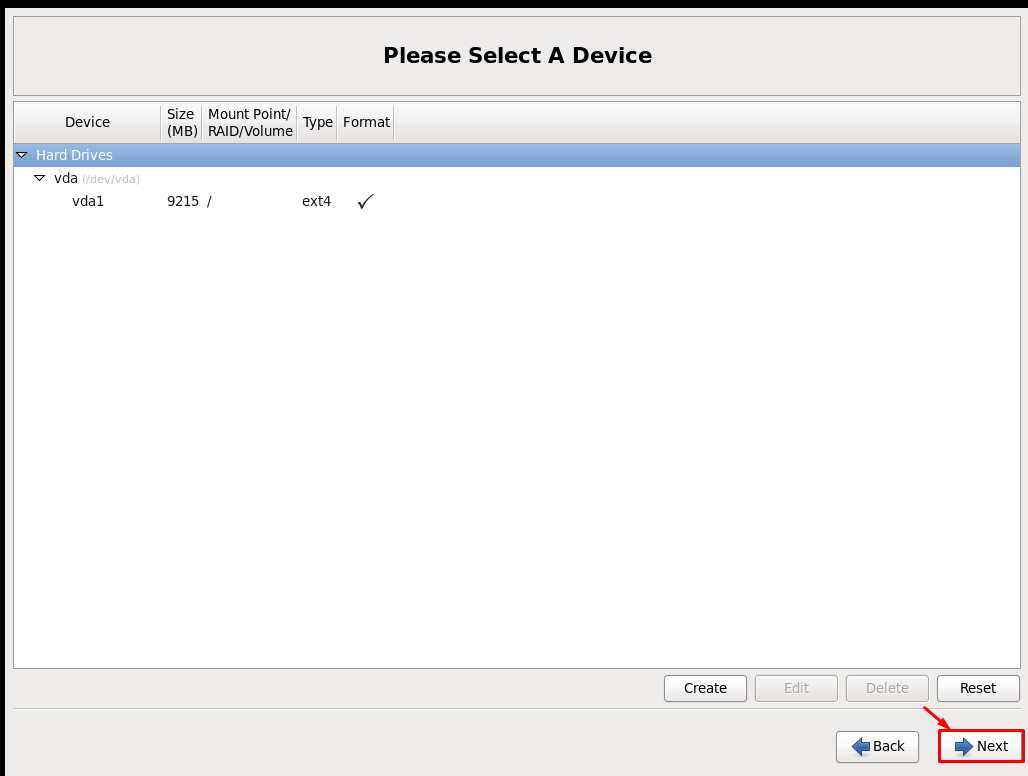 Please Select A Device
Device Size (MB) Mount Point/ RAID/Volume Type Format
Hard Drives
vda (/dev/vda)
vda1 9215 / ext4
Create Edit Delete Reset
Back Next